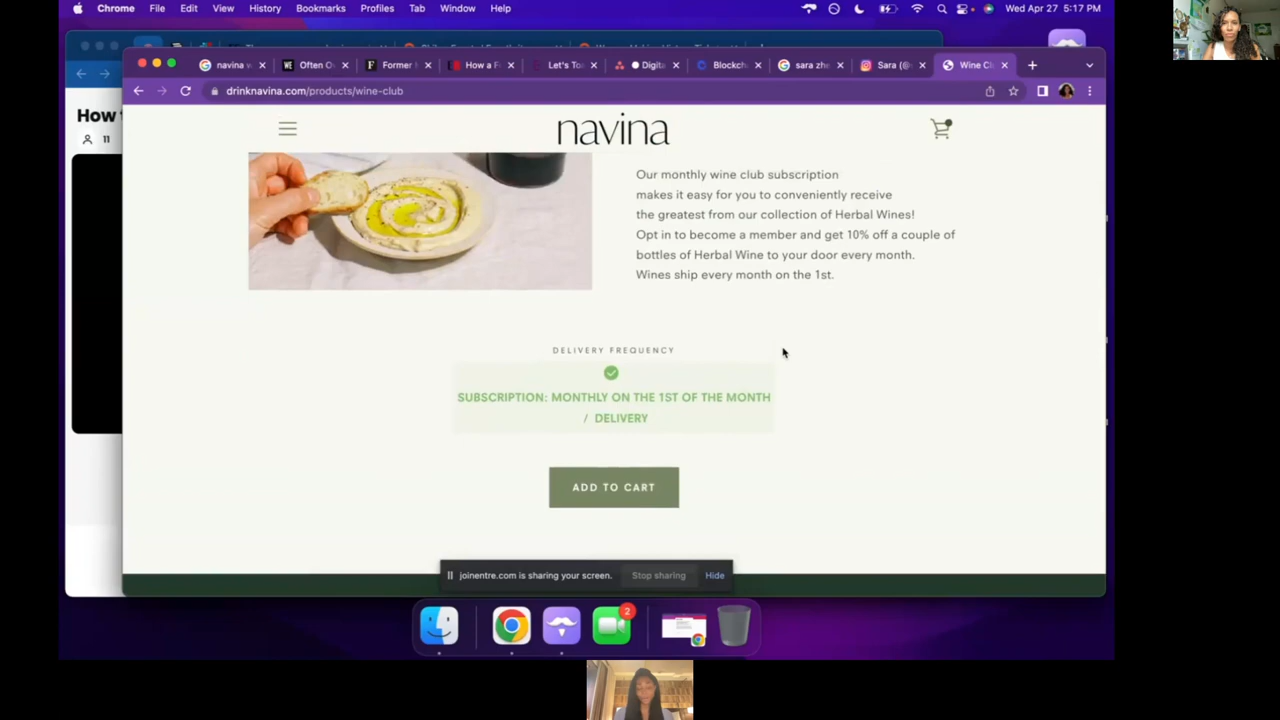 Chrome File Edit View History Bookmarks Profiles Tab Window Help Wed Apr 27 5:17 PM
navina w Often O Former How a F Let's To Digita Blockch sara zhe Sara (@ Wine Cl
drinknavina.com/products/wine-club
How
11
navina
Our monthly wine club subscription
makes it easy for you to conveniently receive
the greatest from our collection of Herbal Wines!
Opt in to become a member and get 10% off a couple of
bottles of Herbal Wine to your door every month.
Wines ship every month on the 1st.
DELIVERY FREQUENCY
SUBSCRIPTION: MONTHLY ON THE 1ST OF THE MONTH
/ DELIVERY
ADD TO CART
joinentre.com is sharing your screen. Stop sharing Hide
2